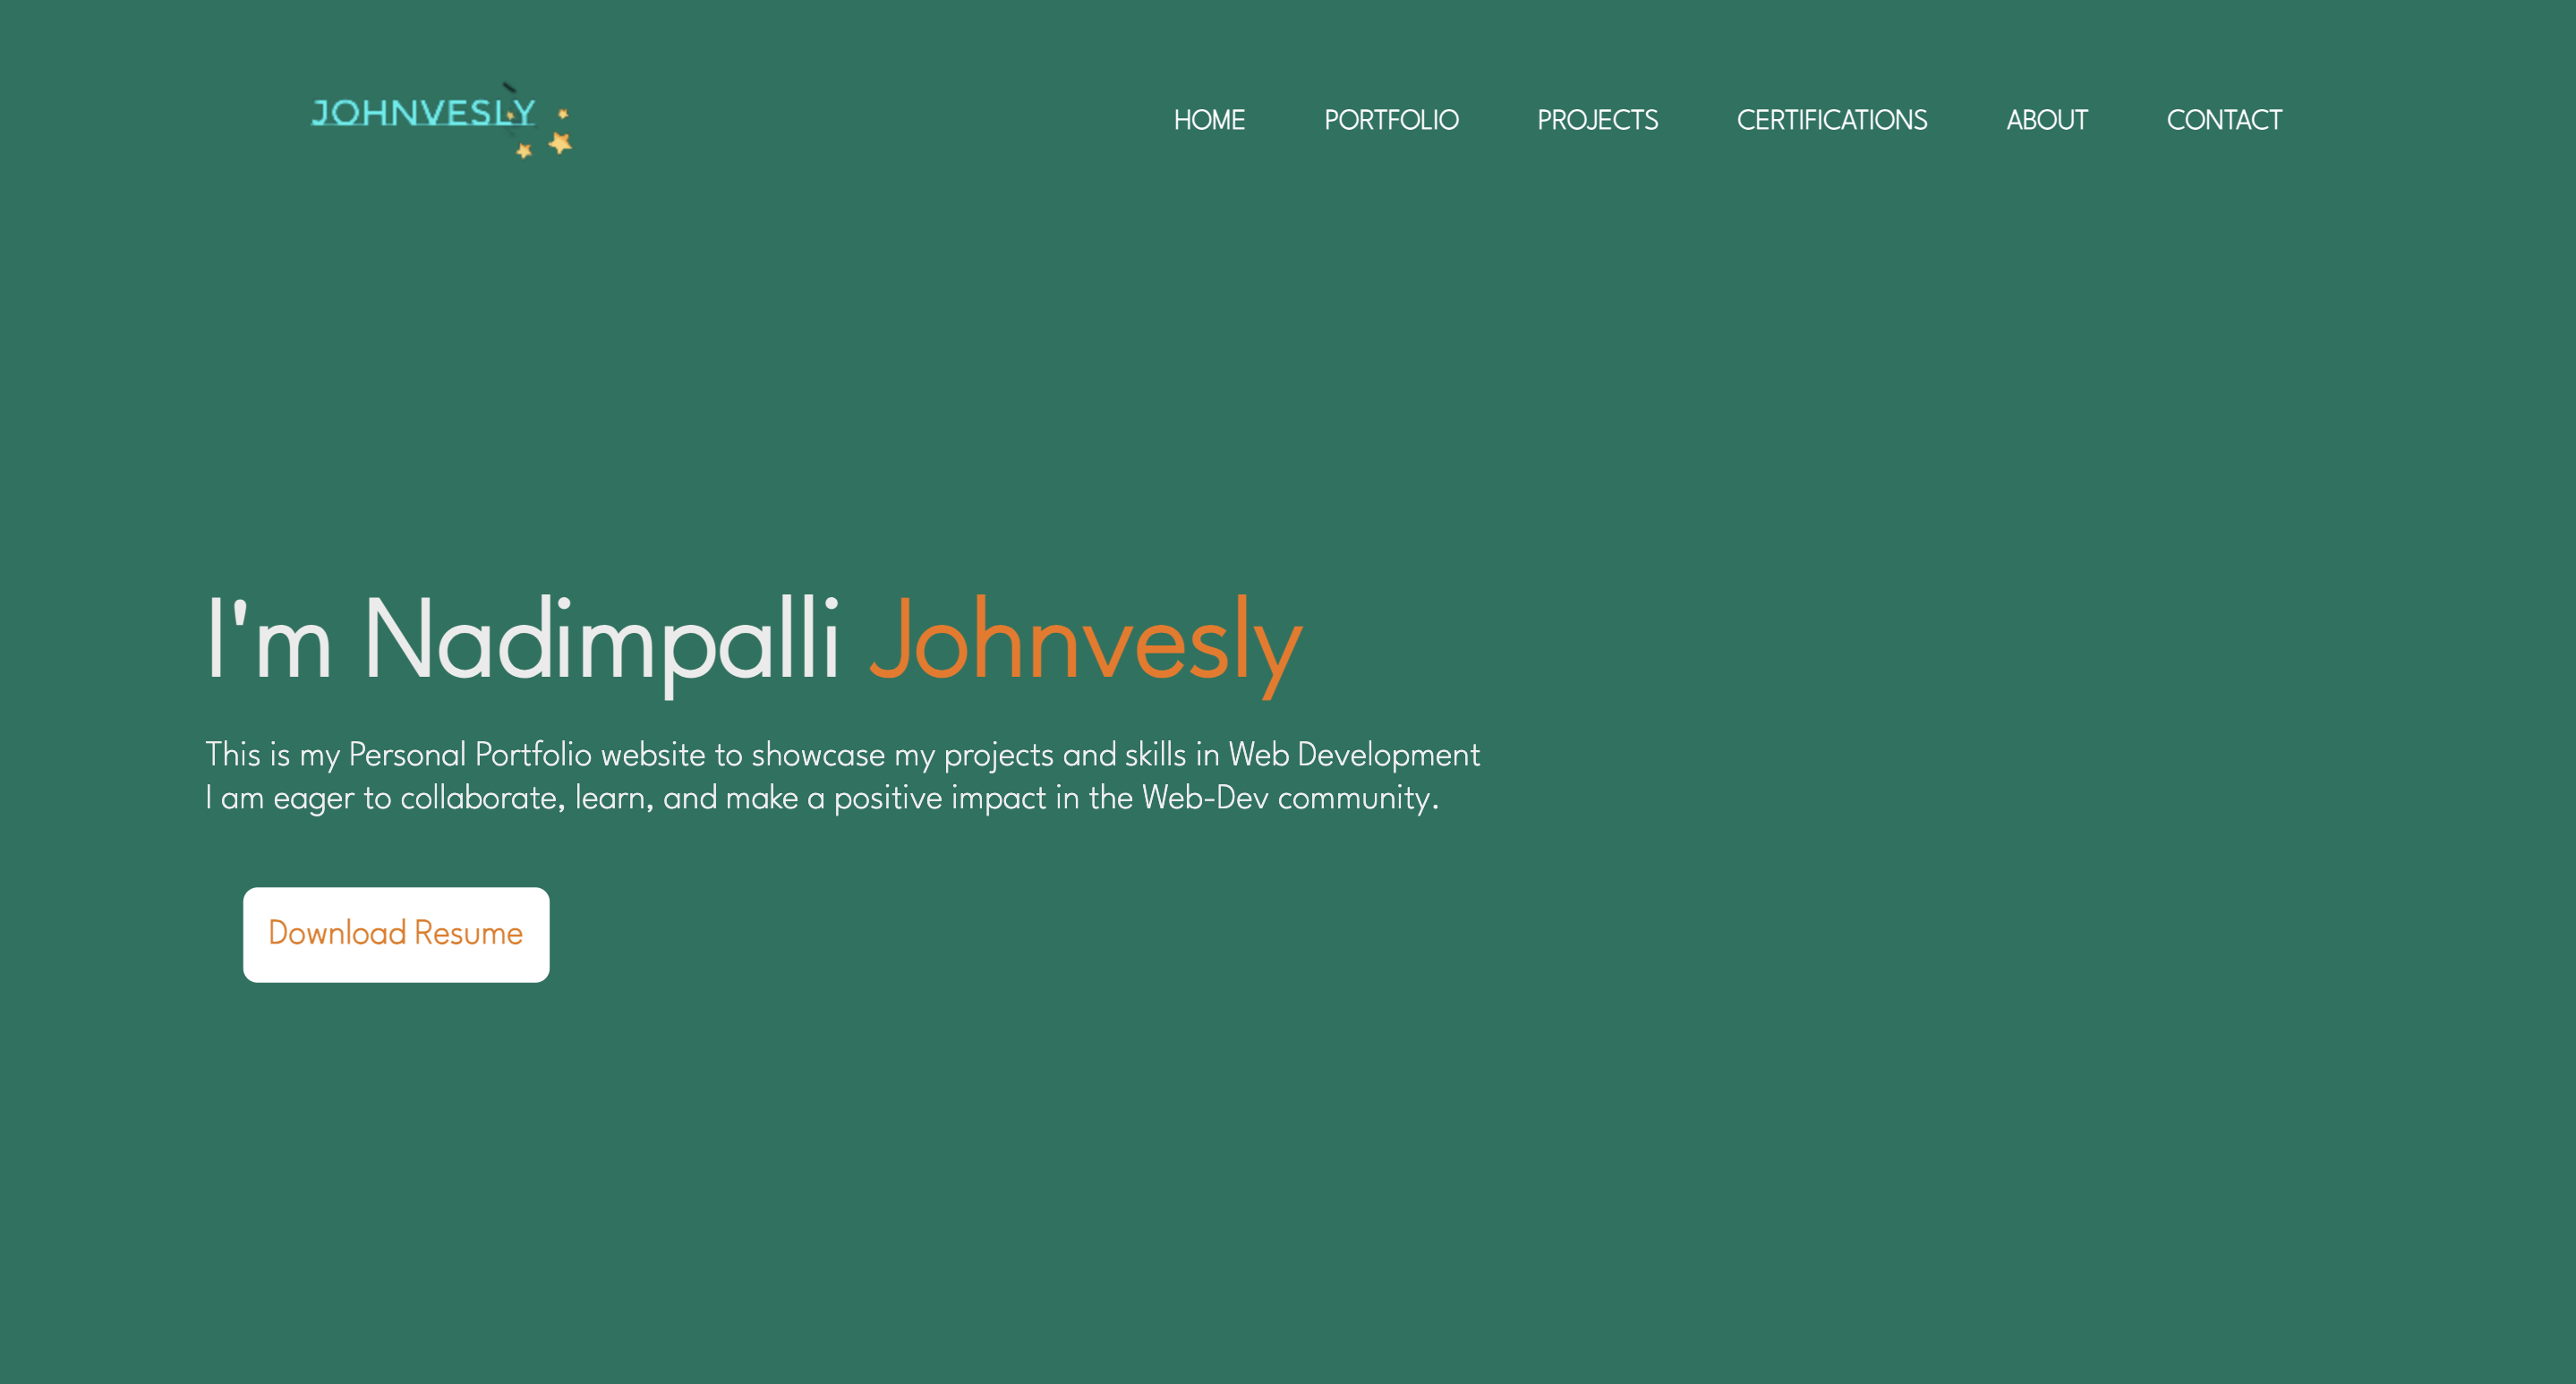 JOHNVESLY
HOME PORTFOLIO PROJECTS CERTIFICATIONS ABOUT CONTACT
I'm Nadimpalli Johnvesly
This is my Personal Portfolio website to showcase my projects and skills in Web Development
I am eager to collaborate, learn, and make a positive impact in the Web-Dev community.
Download Resume